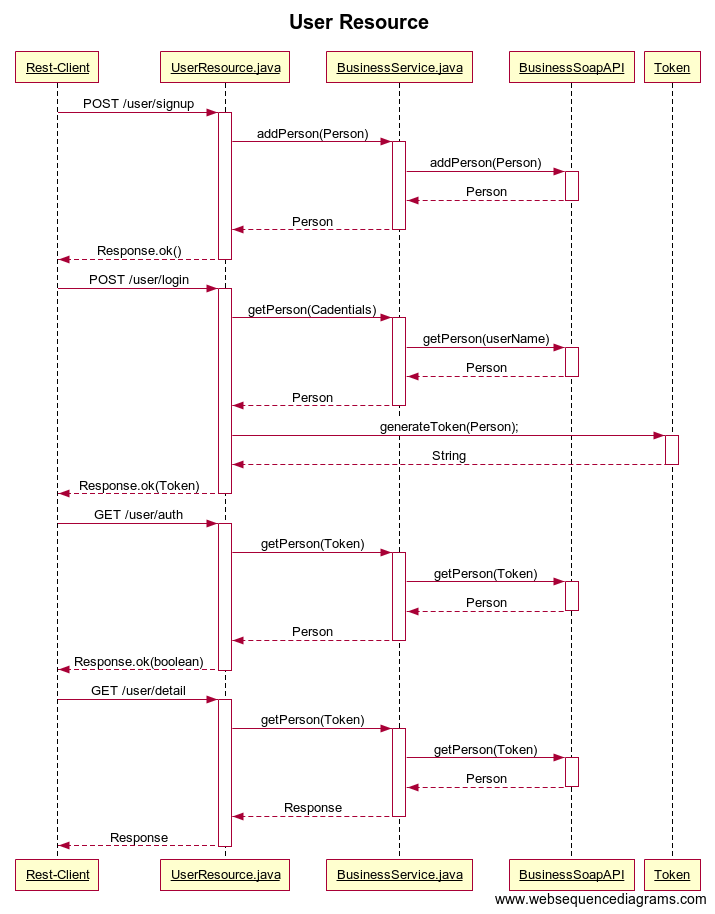 User Resource
Rest-Client
UserResource.java
BusinessService.java
BusinessSoapAPI
Token
POST /user/signup
addPerson(Person)
addPerson(Person)
Person
Person
Response.ok()
POST /user/login
getPerson(Cadentials)
getPerson(userName)
Person
Person
generateToken(Person);
String
Response.ok(Token)
GET /user/auth
getPerson(Token)
getPerson(Token)
Person
Person
Response.ok(boolean)
GET /user/detail
getPerson(Token)
getPerson(Token)
Person
Response
Response
Rest-Client
UserResource.java
BusinessService.java
BusinessSoapAPI
Token
www.websequencediagrams.com